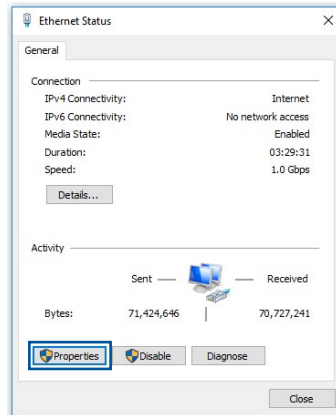 Ethernet Status
General
Connection
IPv4 Connectivity: Internet
IPv6 Connectivity: No network access
Media State: Enabled
Duration: 03:29:31
Speed: 1.0 Gbps
Details...
Activity
Sent Received
Bytes: 71,424,646 70,727,241
Properties Disable Diagnose
Close